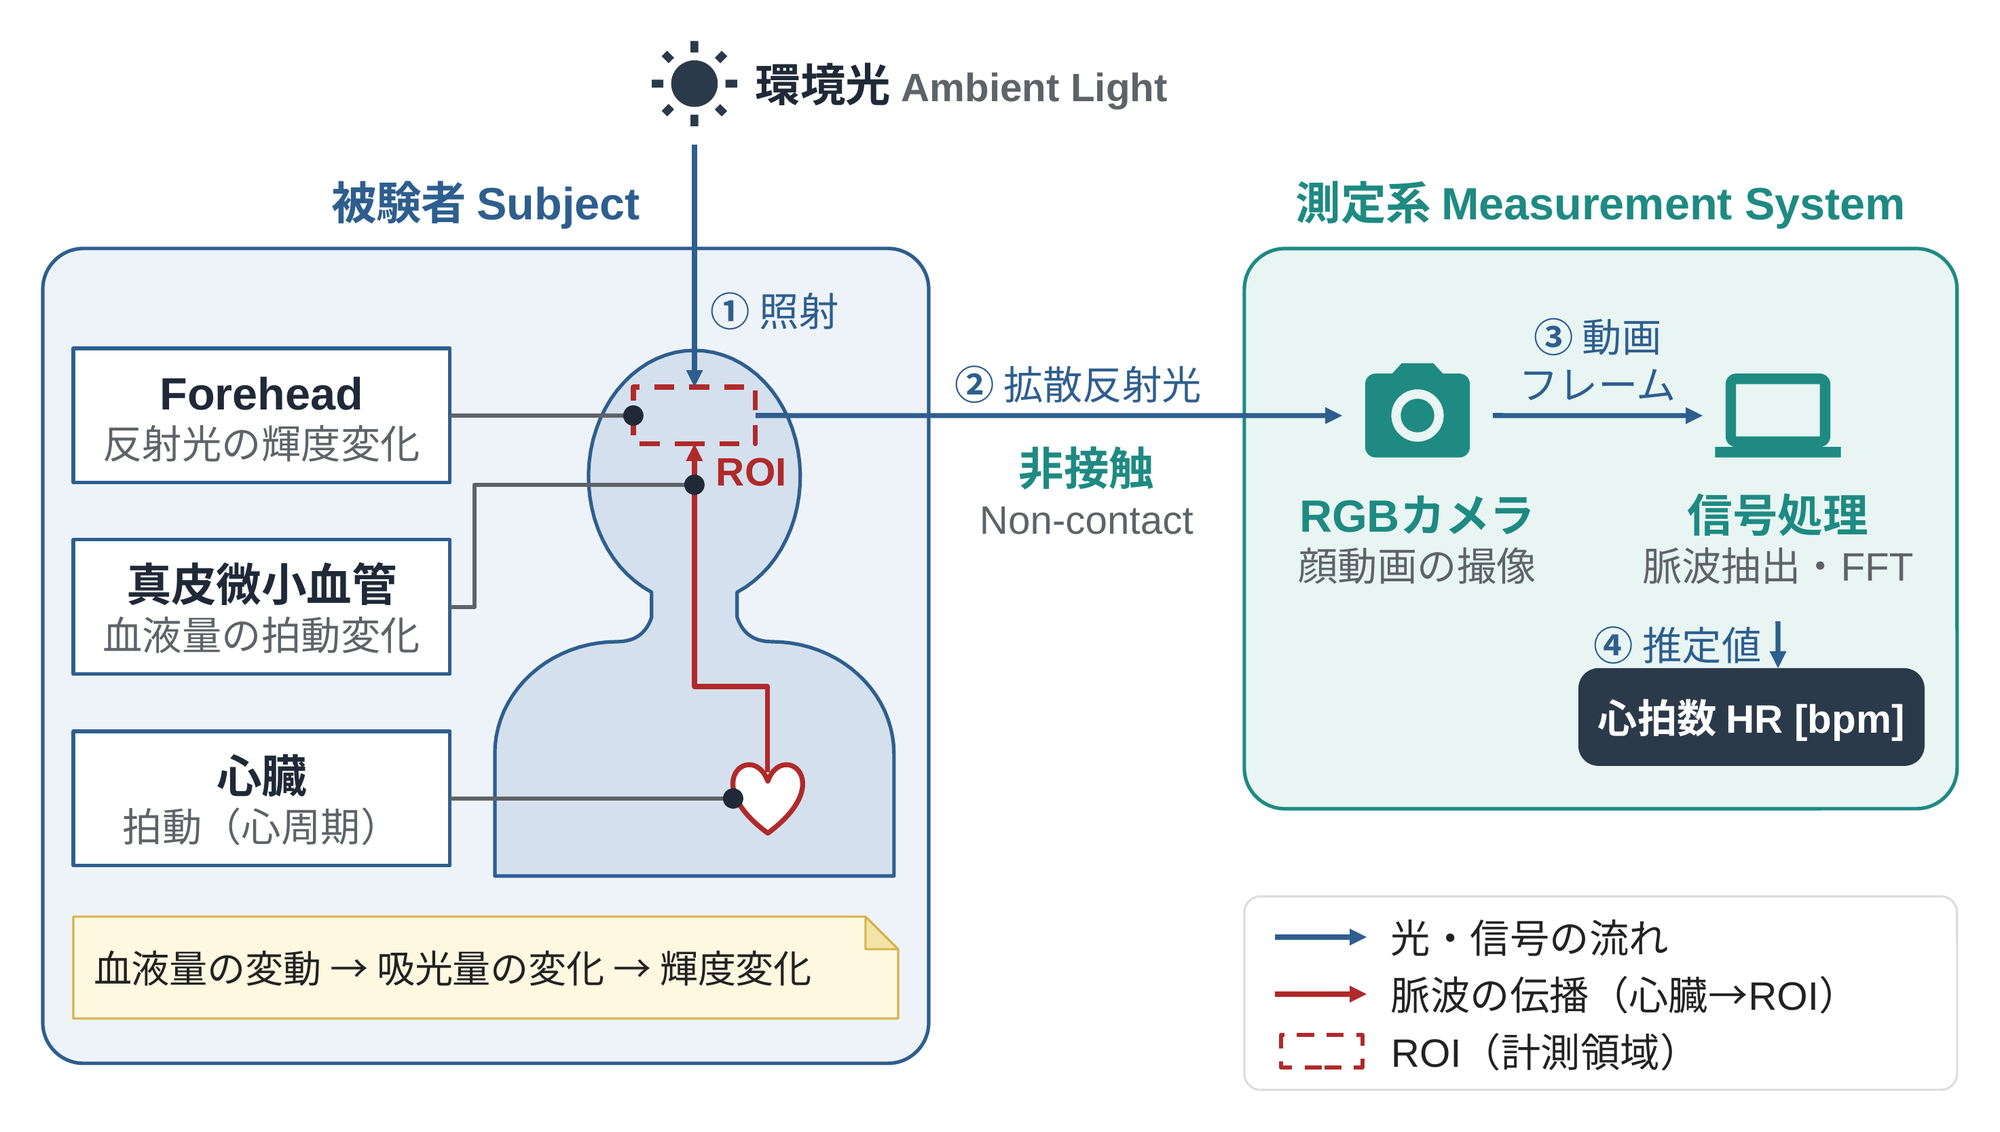 環境光 Ambient Light
被験者 Subject
① 照射
Forehead
反射光の輝度変化
ROI
真皮微小血管
血液量の拍動変化
心臓
拍動（心周期）
血液量の変動 → 吸光量の変化 → 輝度変化
② 拡散反射光
非接触
Non-contact
測定系 Measurement System
③ 動画
フレーム
RGBカメラ
顔動画の撮像
信号処理
脈波抽出・FFT
④ 推定値
心拍数 HR [bpm]
光・信号の流れ
脈波の伝播（心臓→ROI）
ROI（計測領域）